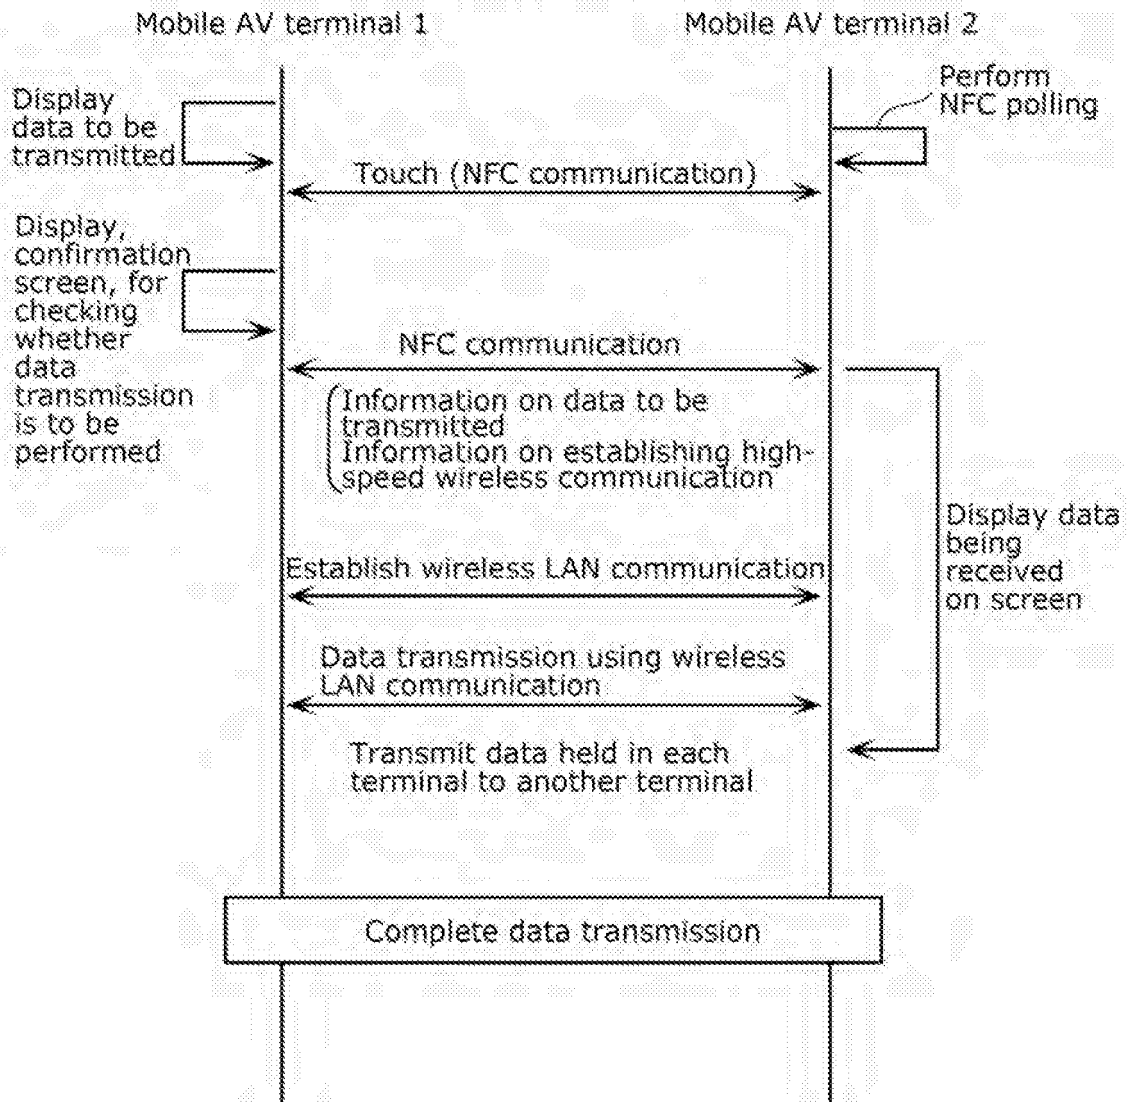 Mobile AV terminal 1
Mobile AV terminal 2
Perform
NFC polling
Display
data to be
transmitted
Touch (NFC communication)
Display,
confirmation
screen, for
checking
whether
data
transmission
is to be
performed
NFC communication
Information on data to be
transmitted
Information on establishing high-
speed wireless communication
Display data
being
received
on screen
Establish wireless LAN communication
Data transmission using wireless
LAN communication
Transmit data held in each
terminal to another terminal
Complete data transmission